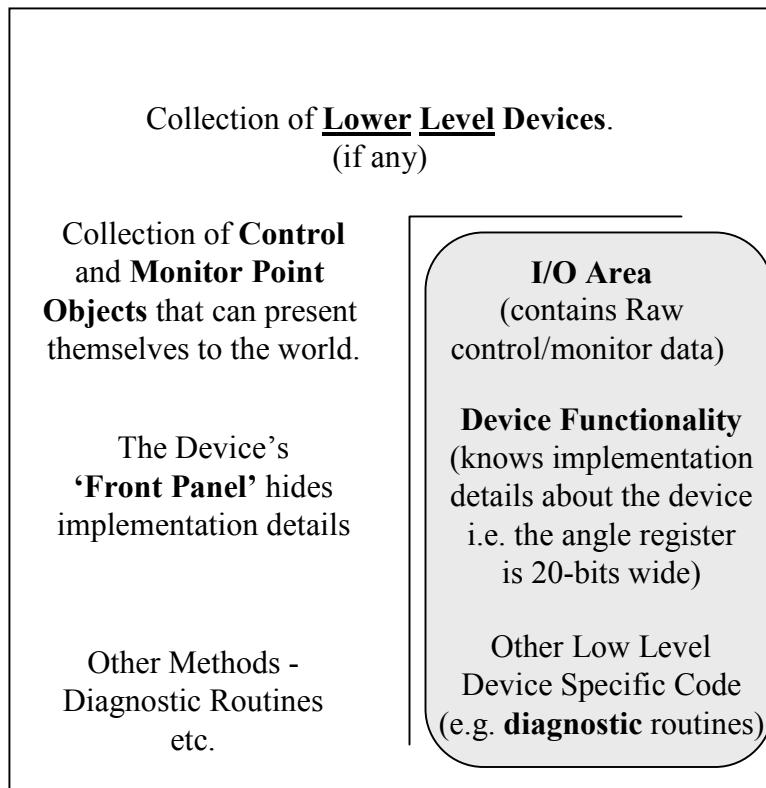 Collection of Lower Level Devices.
(if any)
Collection of Control
and Monitor Point
Objects that can present
themselves to the world.
The Device's
‘Front Panel’ hides
implementation details
Other Methods -
Diagnostic Routines
etc.
I/O Area
(contains Raw
control/monitor data)
Device Functionality
(knows implementation
details about the device
i.e. the angle register
is 20-bits wide)
Other Low Level
Device Specific Code
(e.g. diagnostic routines)